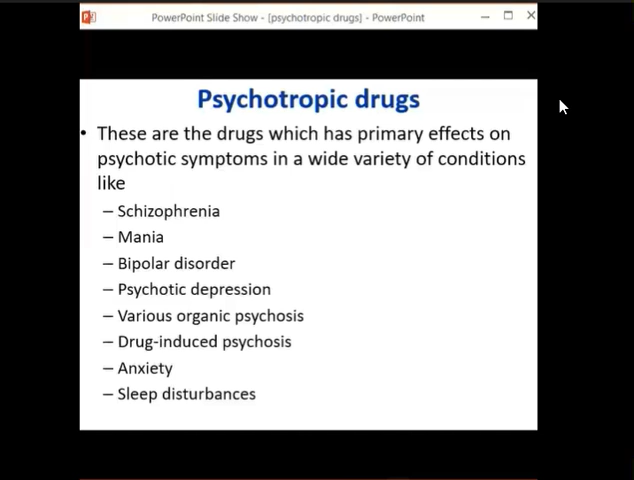 PowerPoint Slide Show - [psychotropic drugs] - PowerPoint
Psychotropic drugs
• These are the drugs which has primary effects on
psychotic symptoms in a wide variety of conditions
like
– Schizophrenia
– Mania
– Bipolar disorder
– Psychotic depression
– Various organic psychosis
– Drug-induced psychosis
– Anxiety
– Sleep disturbances